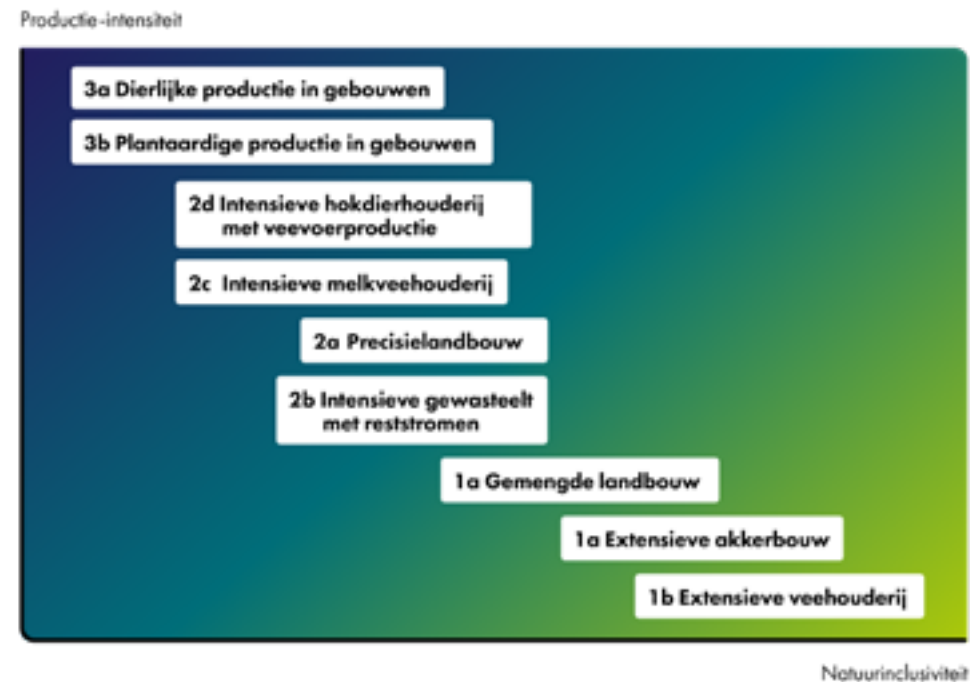 Productie-intensiteit
3a Dierlijke productie in gebouwen
3b Plantaardige productie in gebouwen
2d Intensieve hokdierhouderij
met veevoerproductie
2c Intensieve melkveehouderij
2a Precisielandbouw
2b Intensieve gewasteelt
met reststromen
1a Gemengde landbouw
1a Extensieve akkerbouw
1b Extensieve veehouderij
Natuurinclusiviteit